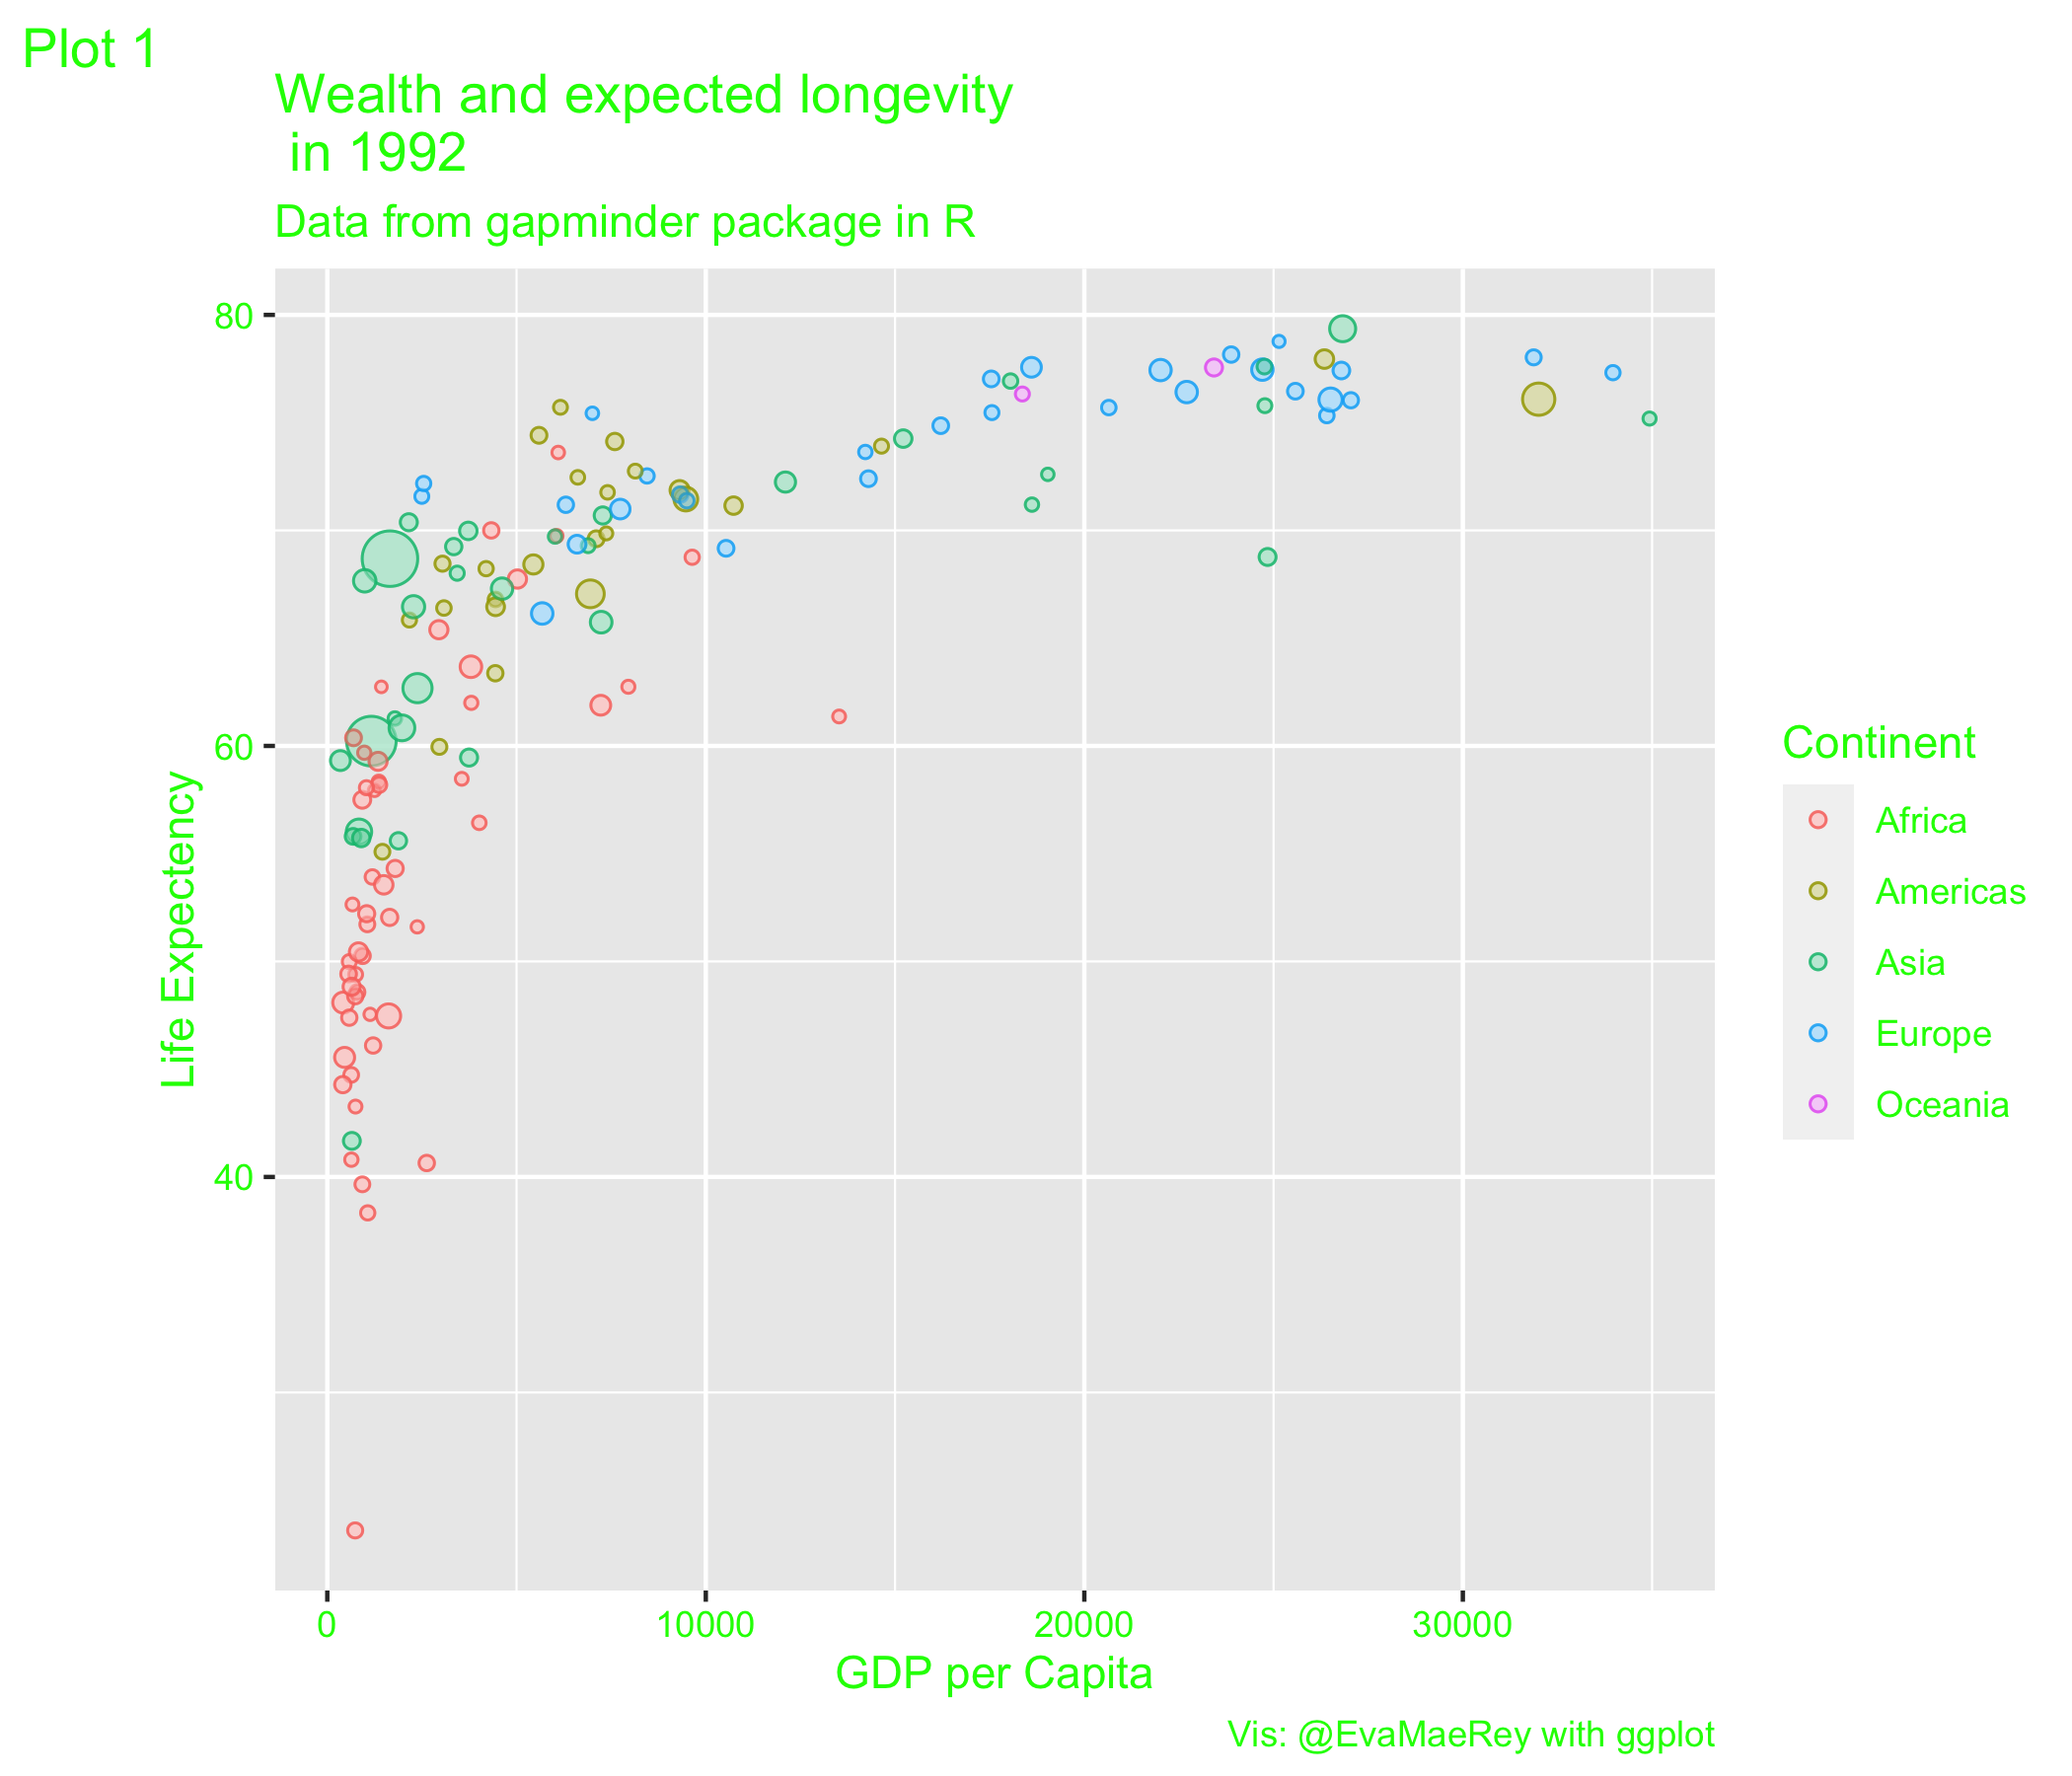 Plot 1
Wealth and expected longevity
in 1992
Data from gapminder package in R
80
60
40
Life Expectency
0 10000 20000 30000
GDP per Capita
Continent
Africa
Americas
Asia
Europe
Oceania
Vis: @EvaMaeRey with ggplot